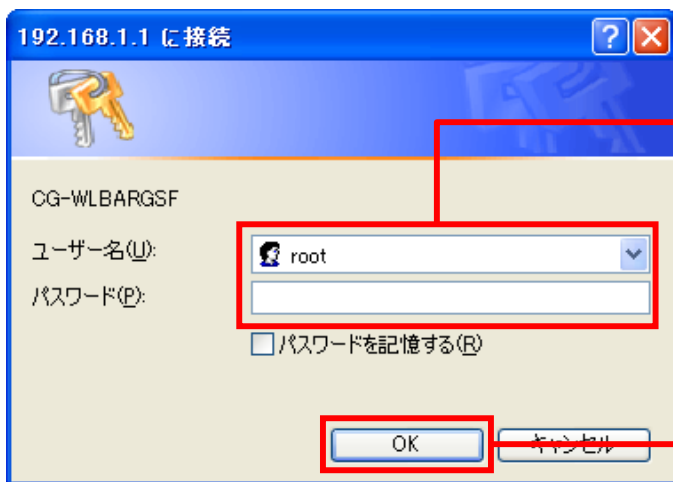 192.168.1.1 に接続
CG-WLBARGSF
ユーザー名(U):
root
パスワード(P):
パスワードを記憶する(R)
OK
キャンセル